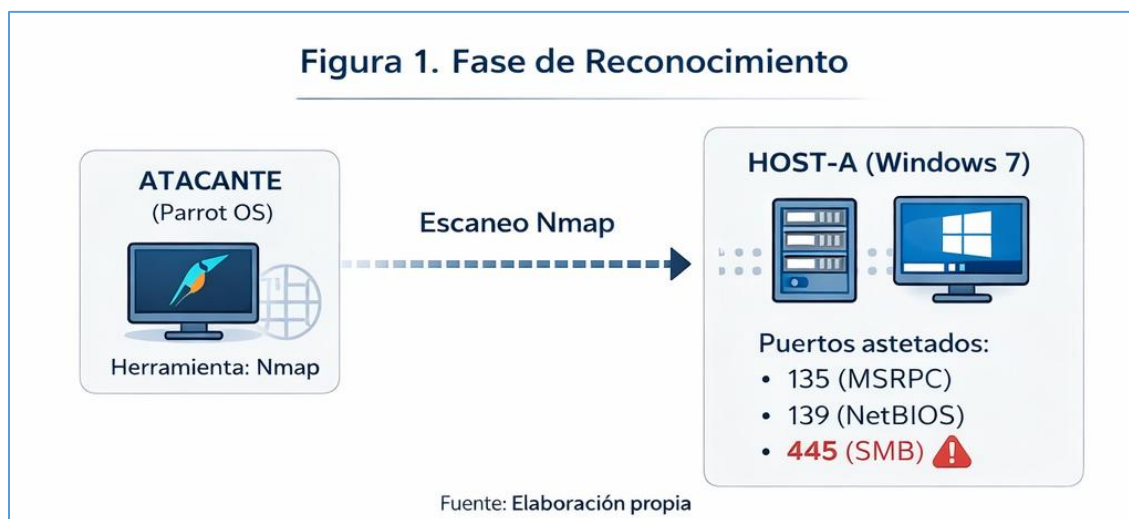 Figura 1. Fase de Reconocimiento
ATACANTE
(Parrot OS)
Herramienta: Nmap
Escaneo Nmap
HOST-A (Windows 7)
Puertos astetados:
• 135 (MSRPC)
• 139 (NetBIOS)
• 445 (SMB)
Fuente: Elaboración propia